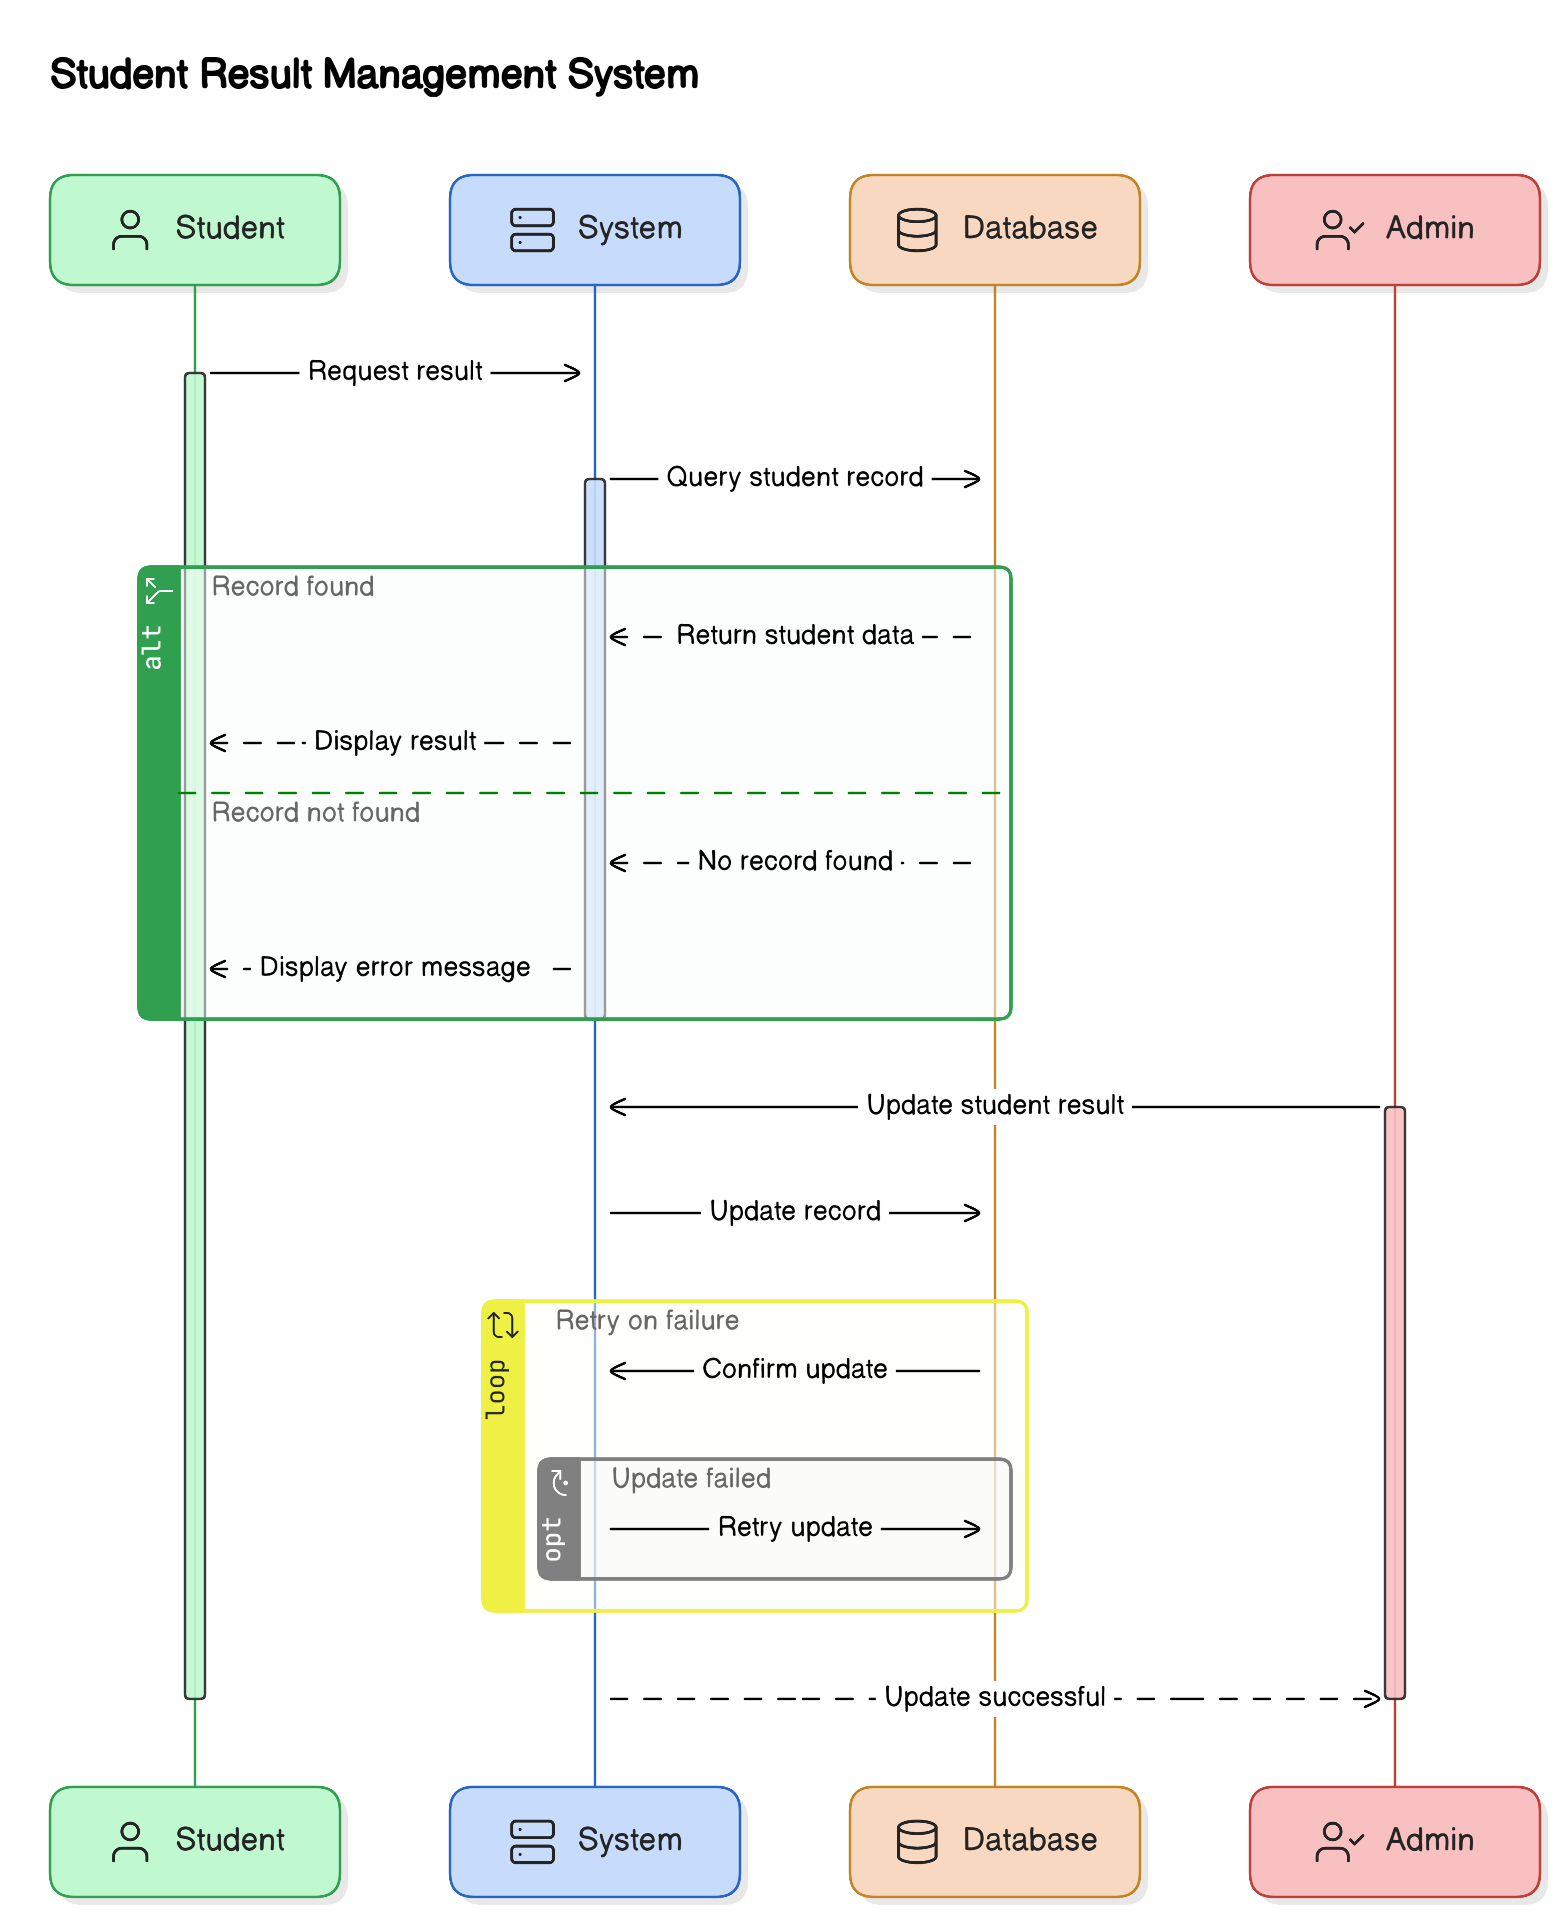 Student Result Management System
Student
System
Database
Admin
Request result
Query student record
alt
Record found
Return student data
Display result
Record not found
No record found
Display error message
Update student result
Update record
loop
Retry on failure
Confirm update
opt
Update failed
Retry update
Update successful
Student
System
Database
Admin